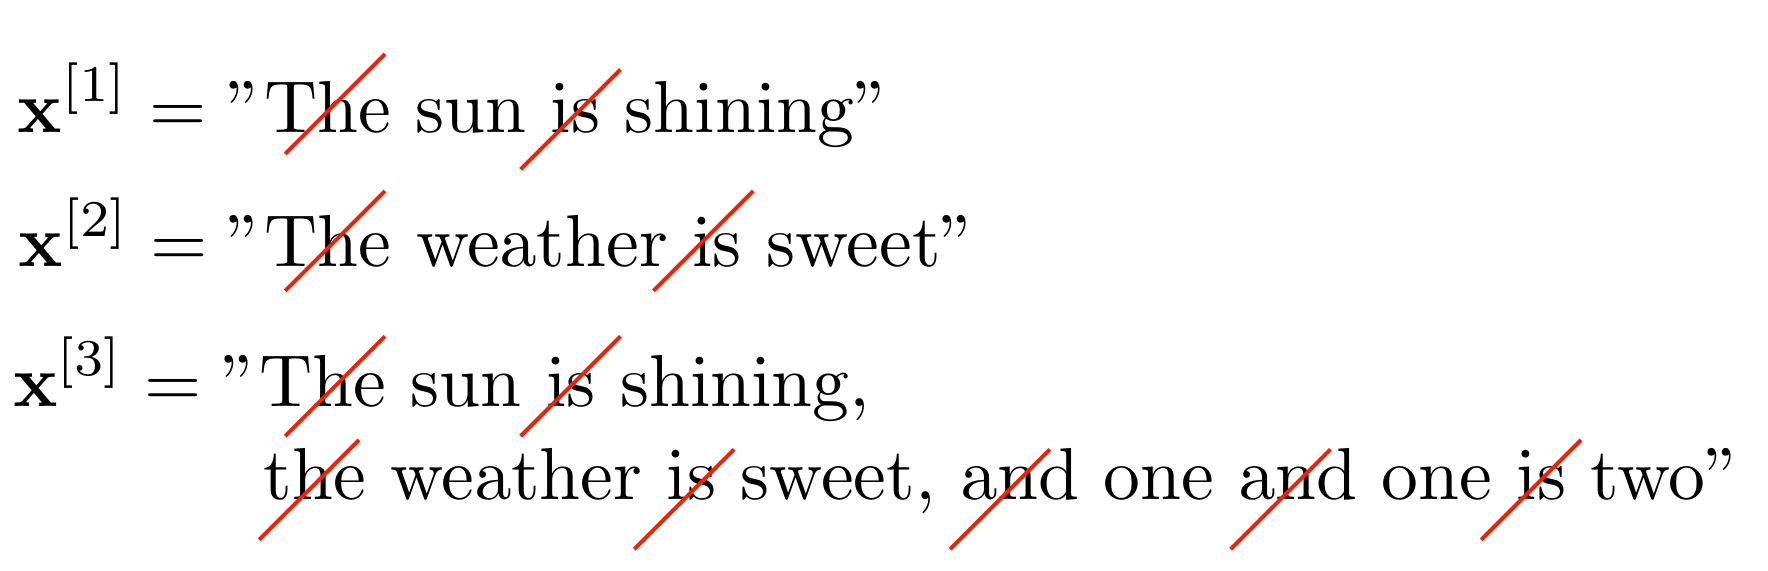 x[1] = ”The sun is shining”
x[2] = ”The weather is sweet”
x[3] = ”The sun is shining,
the weather is sweet, and one and one is two”